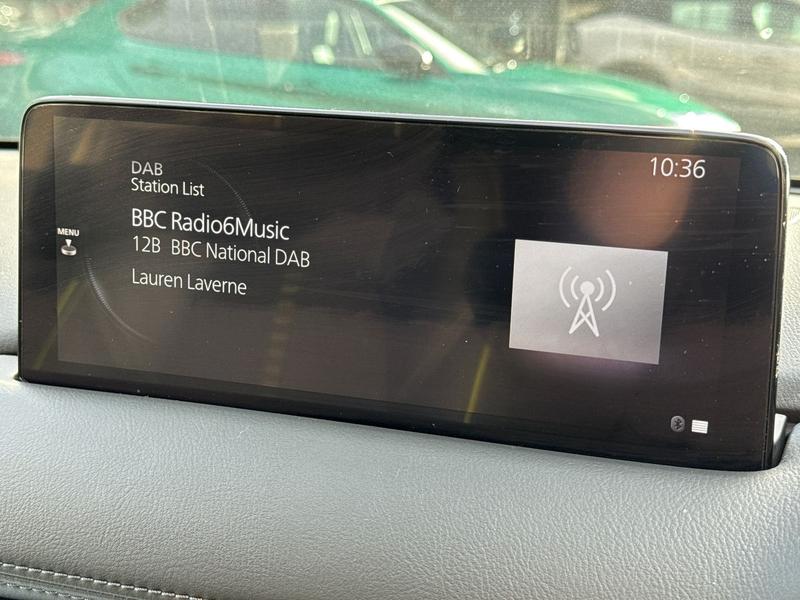 DAB
Station List
10:36
BBC Radio6Music
MENU
12B BBC National DAB
Lauren Laverne